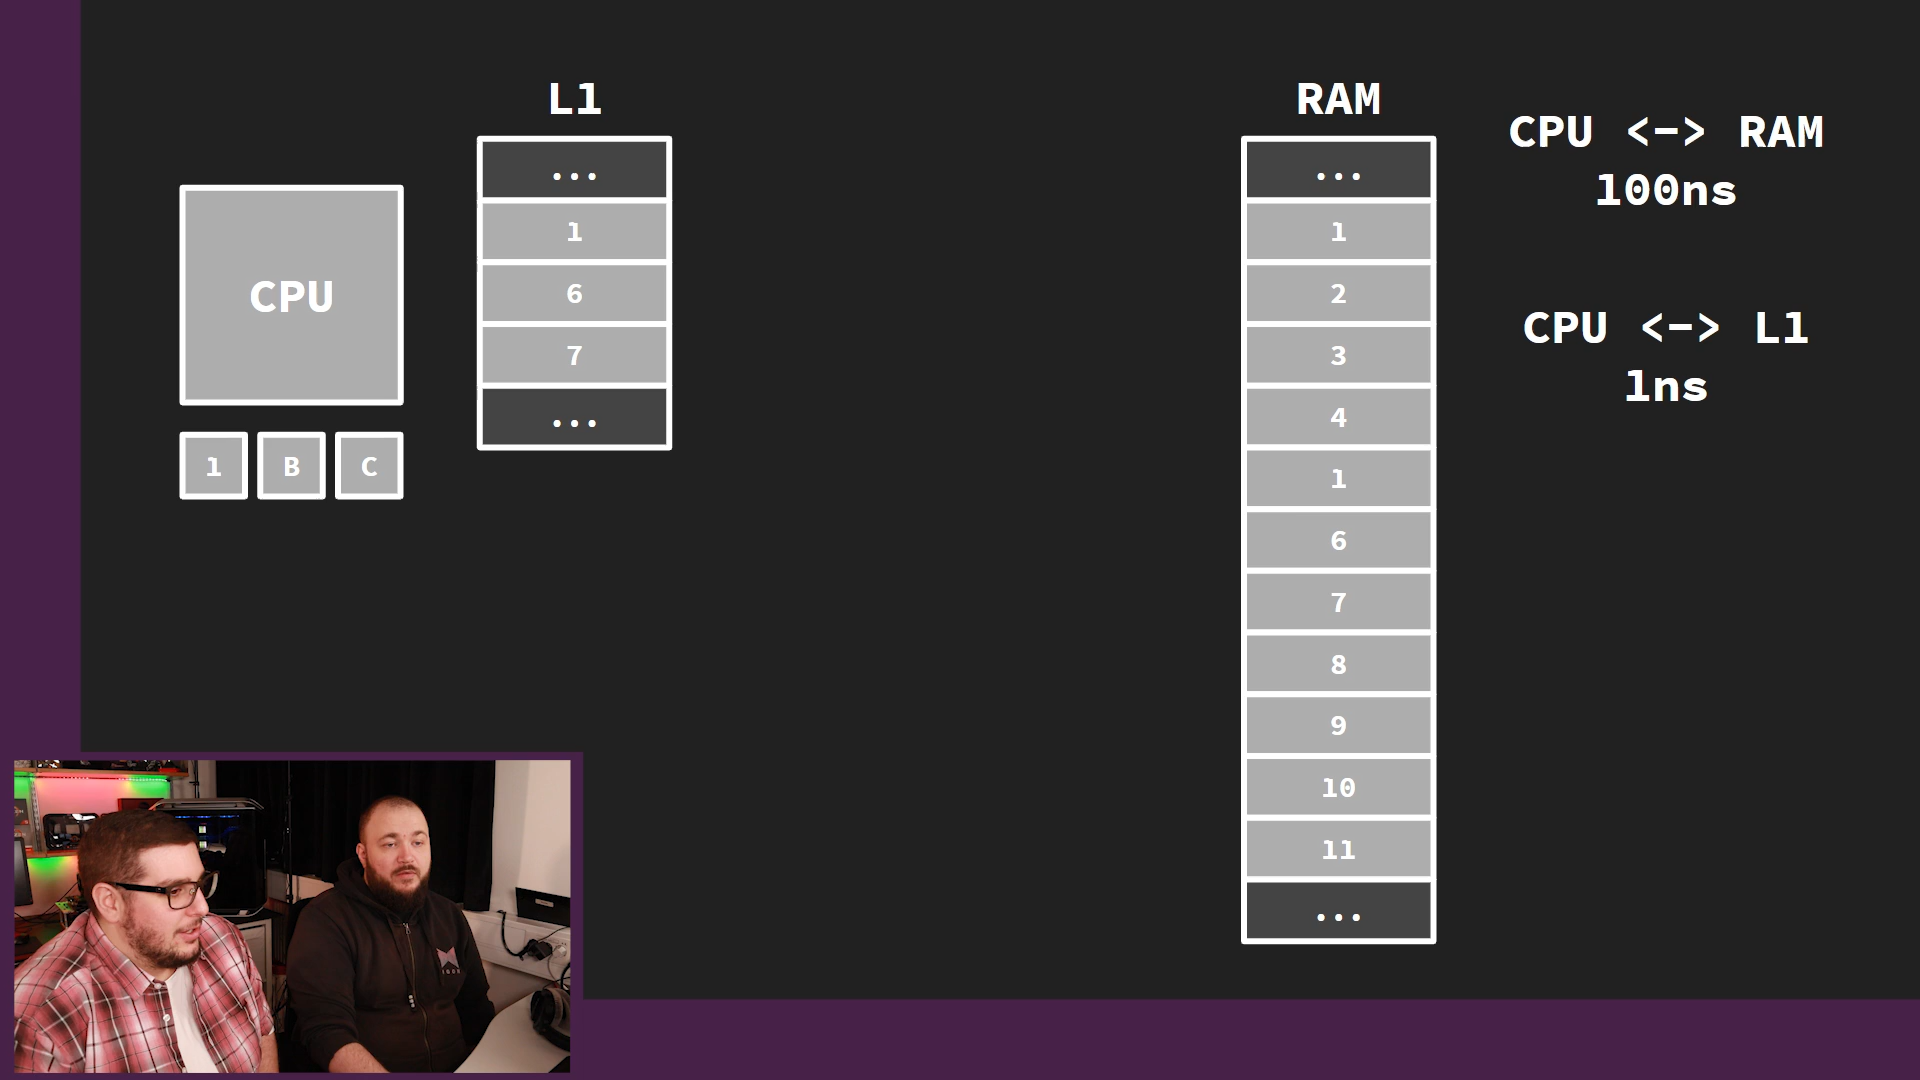 L1
...
1
6
7
...
CPU
1 B C
RAM
...
1
2
3
4
1
6
7
8
9
10
11
...
CPU <-> RAM
100ns
CPU <-> L1
1ns